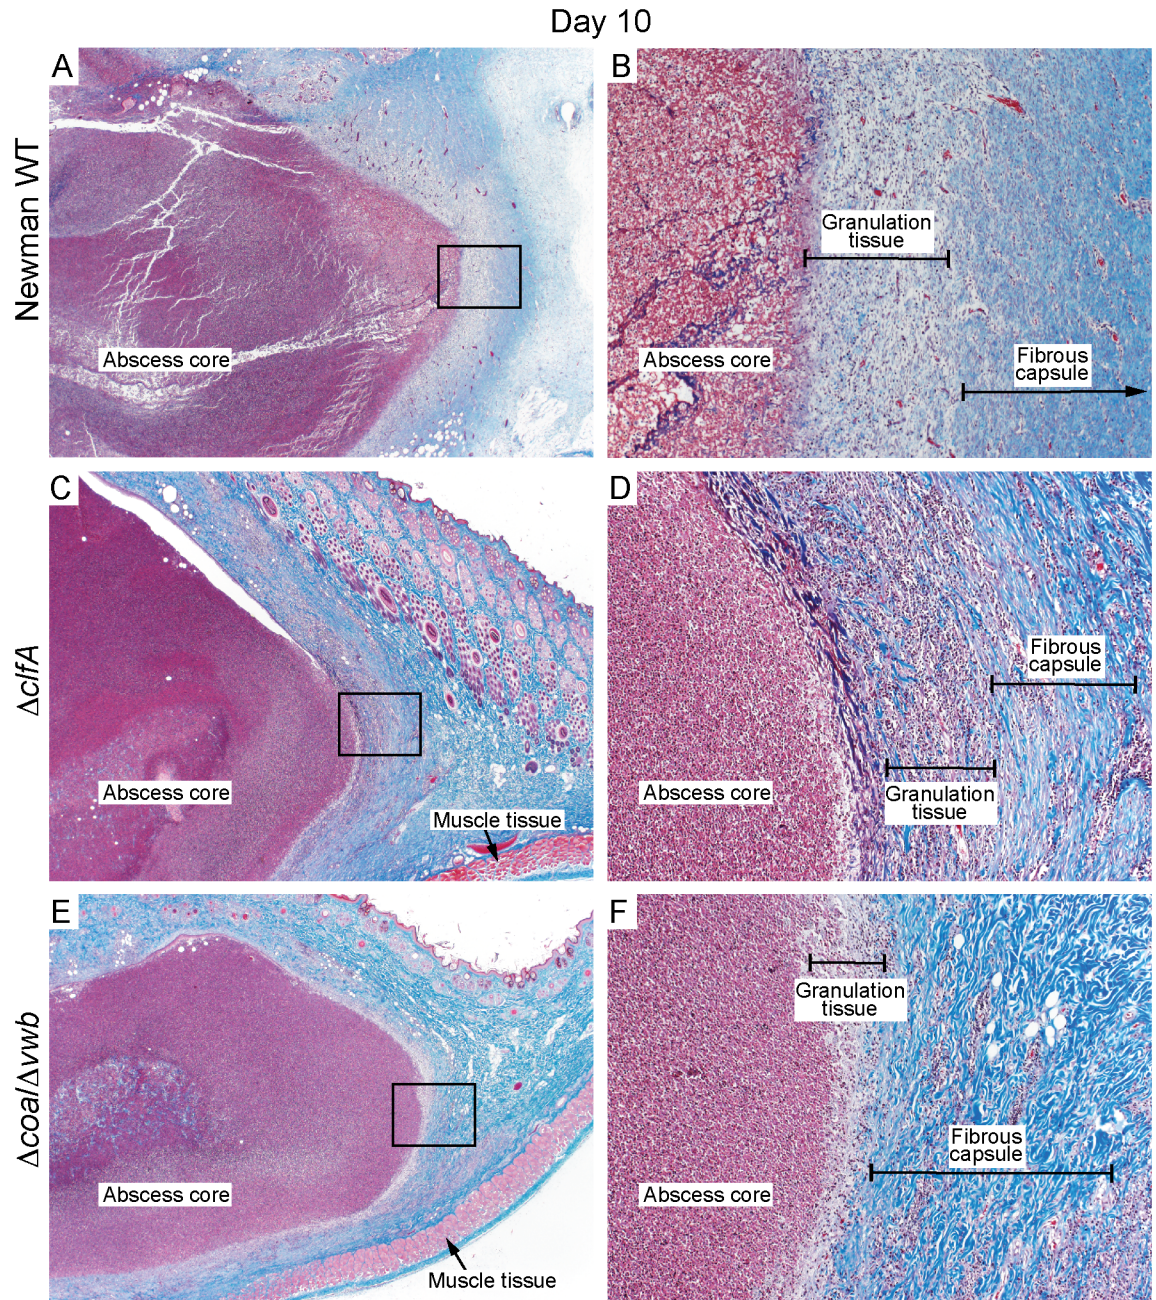 Day 10
Newman WT
A
Abscess core
B
Granulation
tissue
Abscess core
Fibrous
capsule
ΔclfA
C
Abscess core
Muscle tissue
D
Fibrous
capsule
Abscess core
Granulation
tissue
Δcoa/Δvwb
E
Abscess core
Muscle tissue
F
Granulation
tissue
Fibrous
capsule
Abscess core